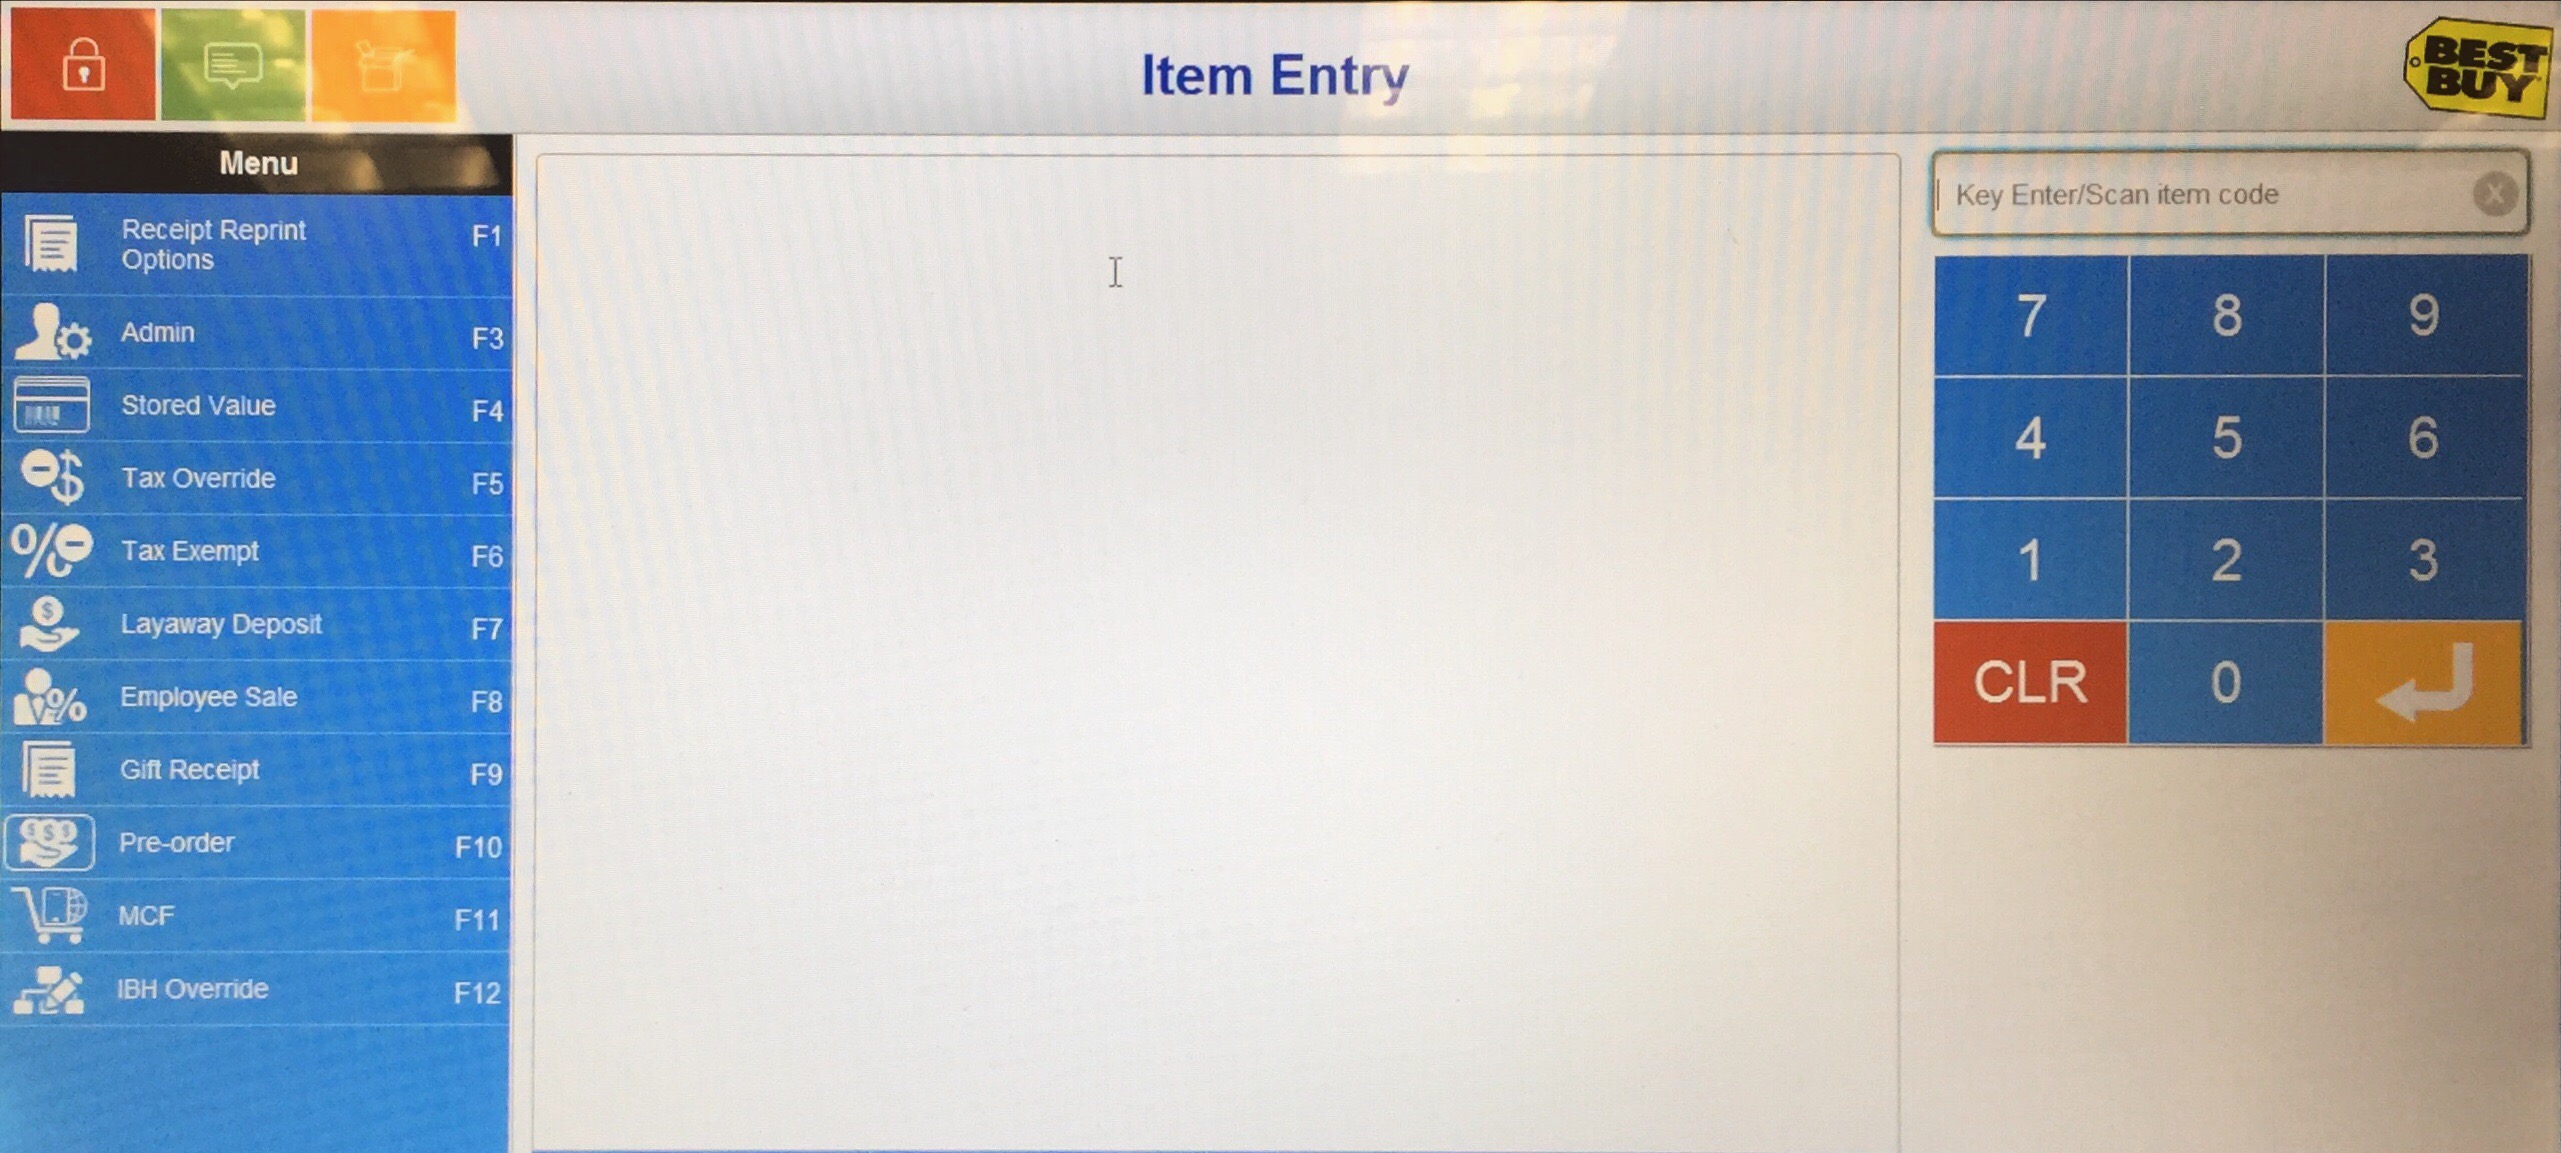 Item Entry
BEST
BUY
Menu
Receipt Reprint
Options
F1
Admin
F3
Stored Value
F4
Tax Override
F5
Tax Exempt
F6
Layaway Deposit
F7
Employee Sale
F8
Gift Receipt
F9
Pre-order
F10
MCF
F11
IBH Override
F12
Key Enter/Scan item code
7 8 9
4 5 6
1 2 3
CLR 0